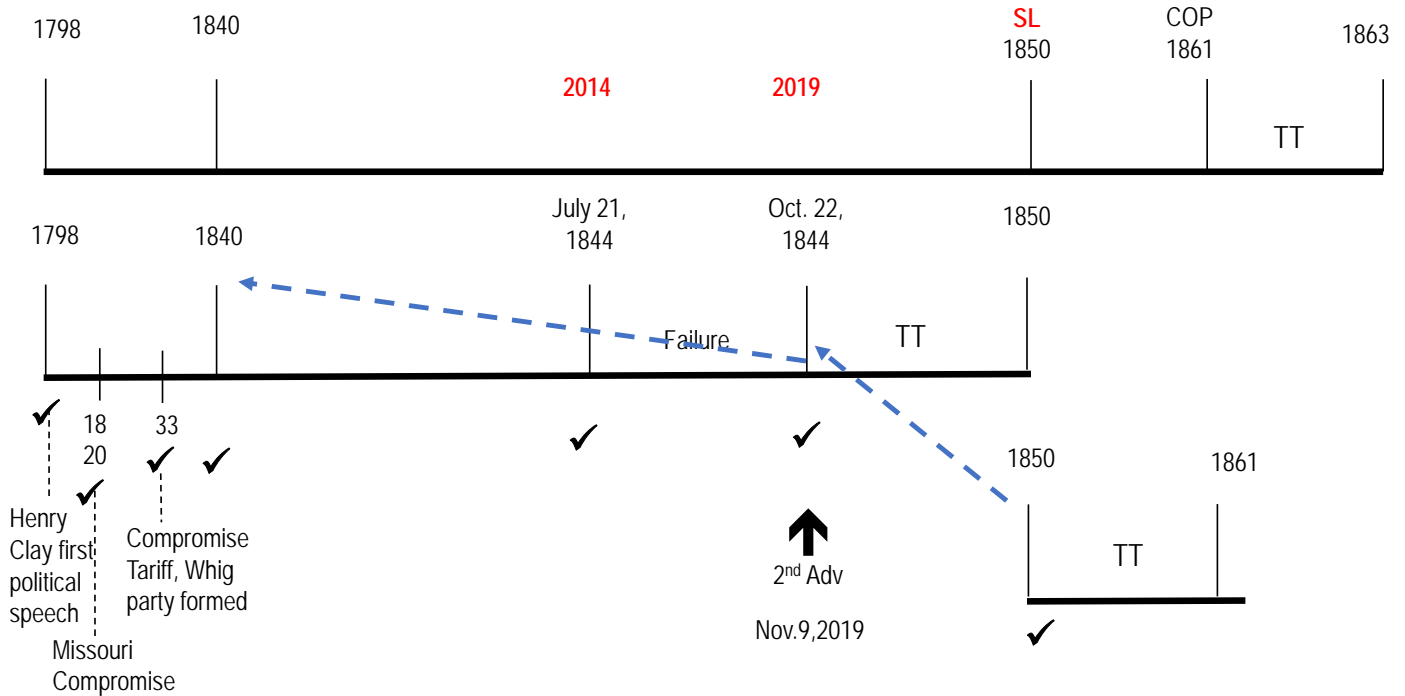 1798
1840
SL
1850
COP
1861
1863
2014
2019
TT
1798
1840
July 21,
1844
Oct. 22,
1844
1850
Failure
TT
18
20
33
1850
1861
Henry
Clay first
political
speech
Compromise
Tariff, Whig
party formed
2nd Adv
TT
Nov.9,2019
Missouri
Compromise